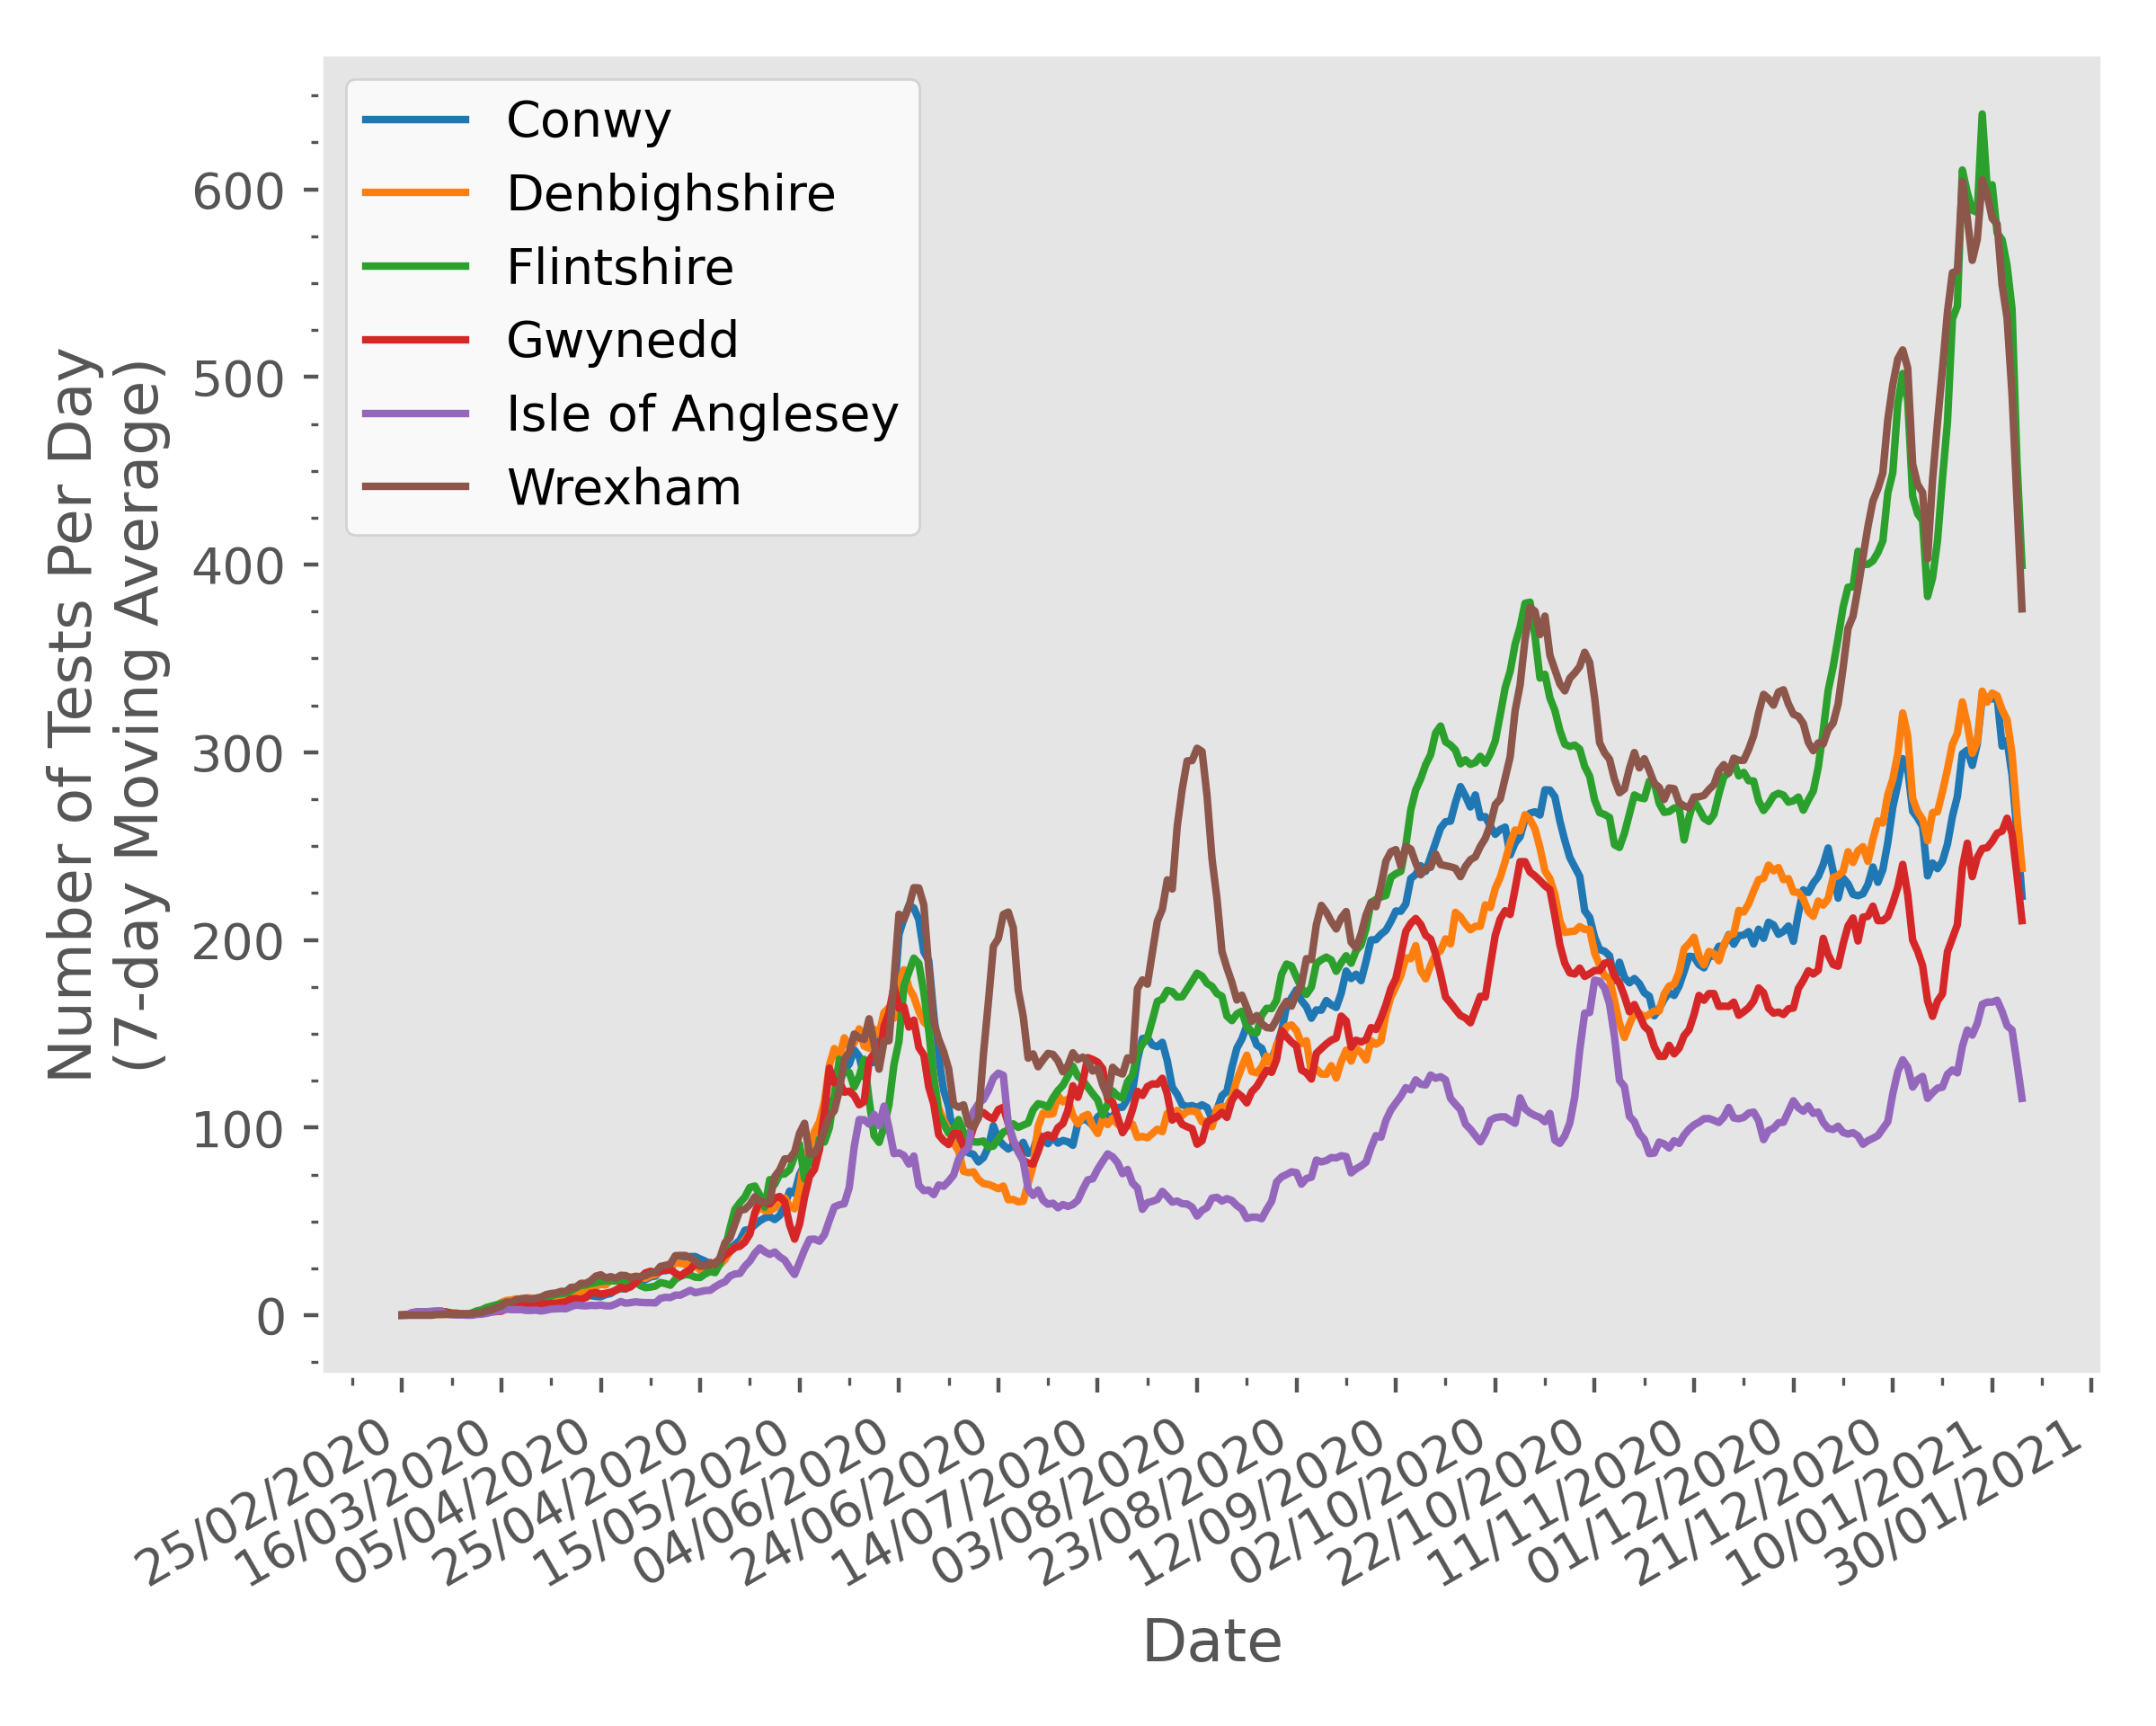 Conwy
Denbighshire
Flintshire
Gwynedd
Isle of Anglesey
Wrexham
Number of Tests Per Day
(7-day Moving Average)
600
500
400
300
200
100
0
25/02/2020
16/03/2020
05/04/2020
25/04/2020
15/05/2020
04/06/2020
24/06/2020
14/07/2020
03/08/2020
23/08/2020
12/09/2020
02/10/2020
22/10/2020
11/11/2020
01/12/2020
21/12/2020
10/01/2021
30/01/2021
Date